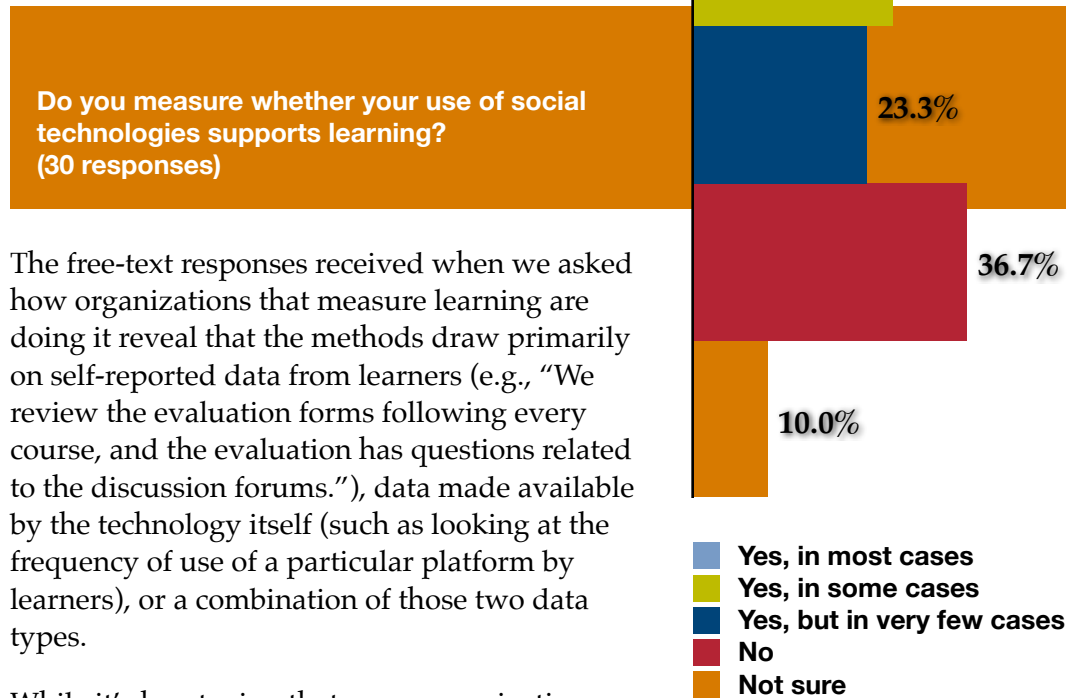 Do you measure whether your use of social
technologies supports learning?
(30 responses)
23.3%
36.7%
10.0%
The free-text responses received when we asked
how organizations that measure learning are
doing it reveal that the methods draw primarily
on self-reported data from learners (e.g., “We
review the evaluation forms following every
course, and the evaluation has questions related
to the discussion forums.”), data made available
by the technology itself (such as looking at the
frequency of use of a particular platform by
learners), or a combination of those two data
types.
Yes, in most cases
Yes, in some cases
Yes, but in very few cases
No
Not sure